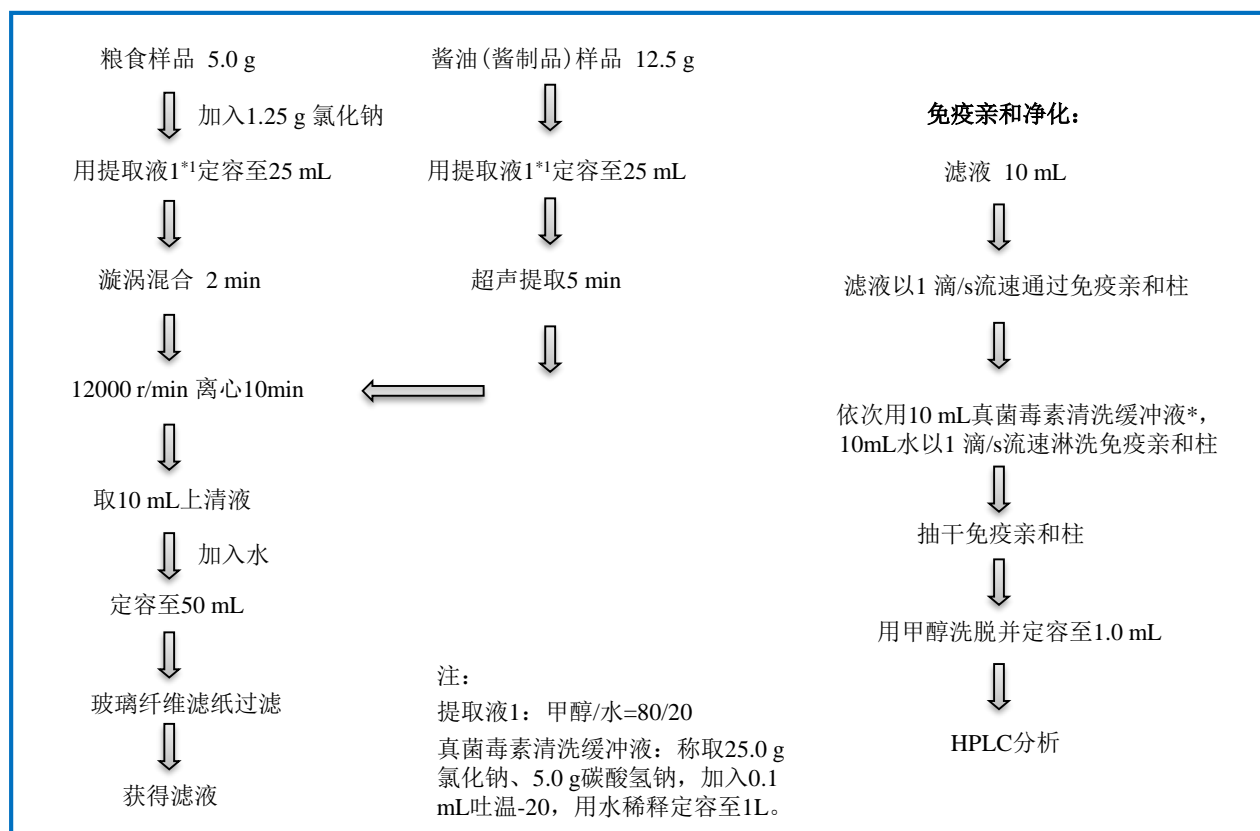 粮食样品 5.0 g
加入1.25 g 氯化钠
用提取液1*1定容至25 mL
漩涡混合 2 min
12000 r/min 离心10min
取10 mL上清液
加入水
定容至50 mL
玻璃纤维滤纸过滤
获得滤液
酱油(酱制品)样品 12.5 g
用提取液1*1定容至25 mL
超声提取5 min
注：
提取液1：甲醇/水=80/20
真菌毒素清洗缓冲液：称取25.0 g
氯化钠、5.0 g碳酸氢钠，加入0.1
mL吐温-20，用水稀释定容至1L。
免疫亲和净化：
滤液 10 mL
滤液以1 滴/s流速通过免疫亲和柱
依次用10 mL真菌毒素清洗缓冲液*，
10mL水以1 滴/s流速淋洗免疫亲和柱
抽干免疫亲和柱
用甲醇洗脱并定容至1.0 mL
HPLC分析